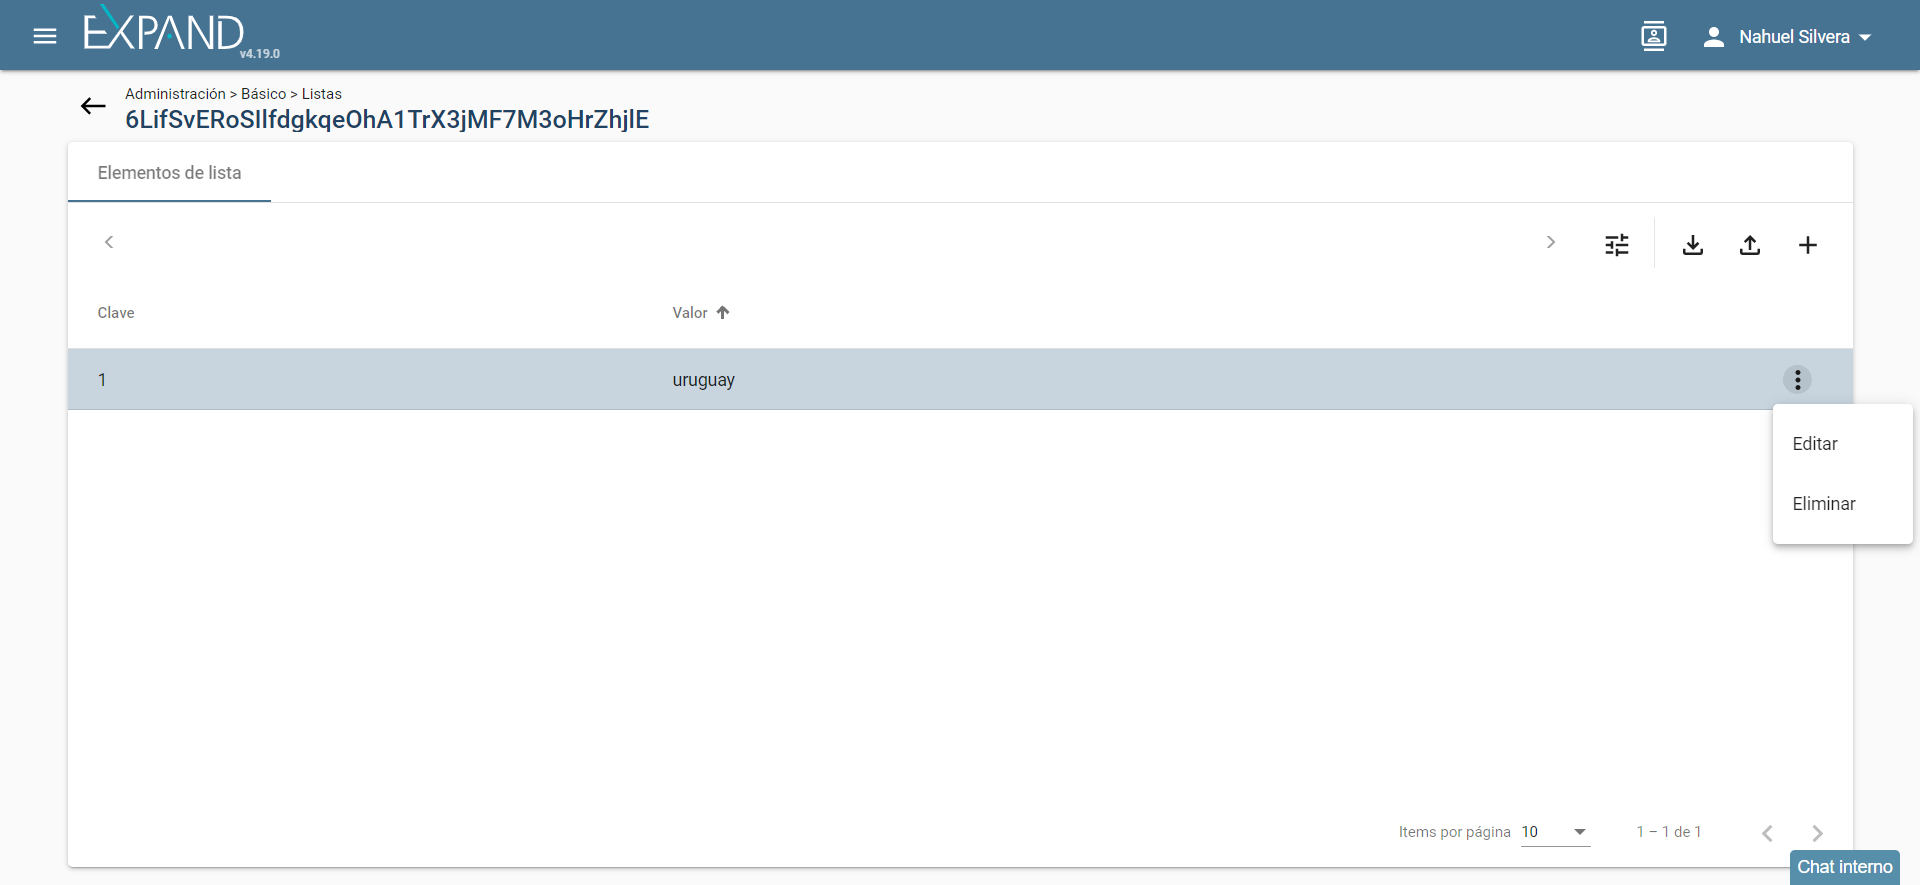 EXPAND
v4.19.0
Nahuel Silvera
Administración > Básico > Listas
6LifSvERoSIlfdgkqeOhA1TrX3jMF7M3oHrZhjlE
Elementos de lista
Clave Valor
1 uruguay
Editar
Eliminar
Items por página 10 1 – 1 de 1
Chat interno